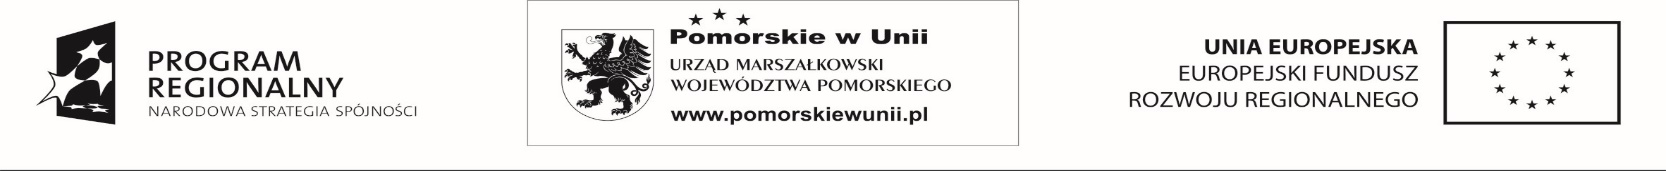 PROGRAM
REGIONALNY
NARODOWA STRATEGIA SPÓJNOŚCI
Pomorskie w Unii
URZĄD MARSZAŁKOWSKI
WOJEWÓDZTWA POMORSKIEGO
www.pomorskiewunii.pl
UNIA EUROPEJSKA
EUROPEJSKI FUNDUSZ
ROZWOJU REGIONALNEGO